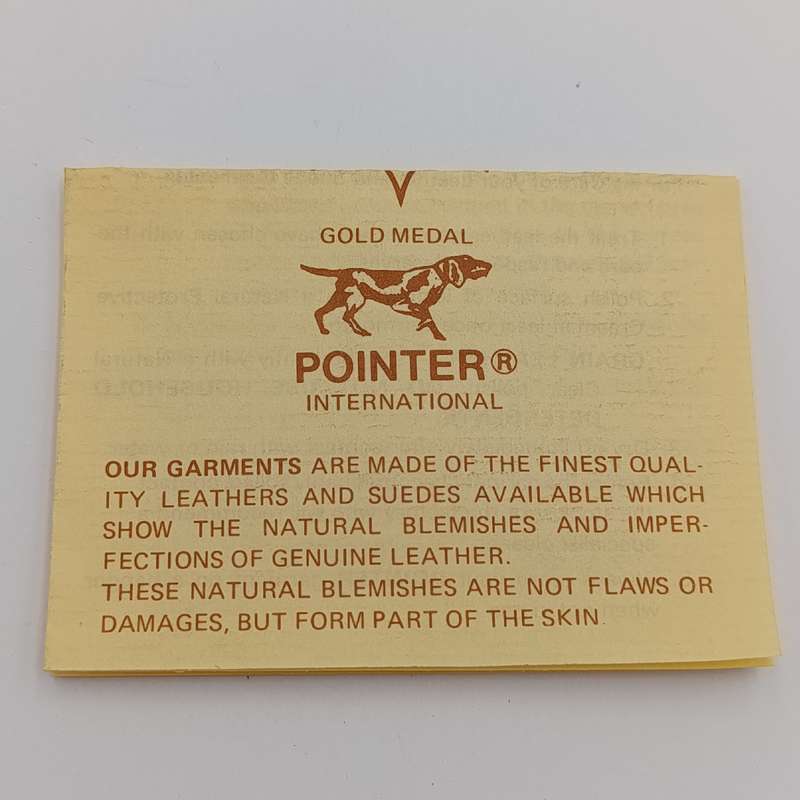 GOLD MEDAL
POINTER®
INTERNATIONAL
OUR GARMENTS ARE MADE OF THE FINEST QUAL-
ITY LEATHERS AND SUEDES AVAILABLE WHICH
SHOW THE NATURAL BLEMISHES AND IMPER-
FECTIONS OF GENUINE LEATHER.
THESE NATURAL BLEMISHES ARE NOT FLAWS OR
DAMAGES, BUT FORM PART OF THE SKIN.